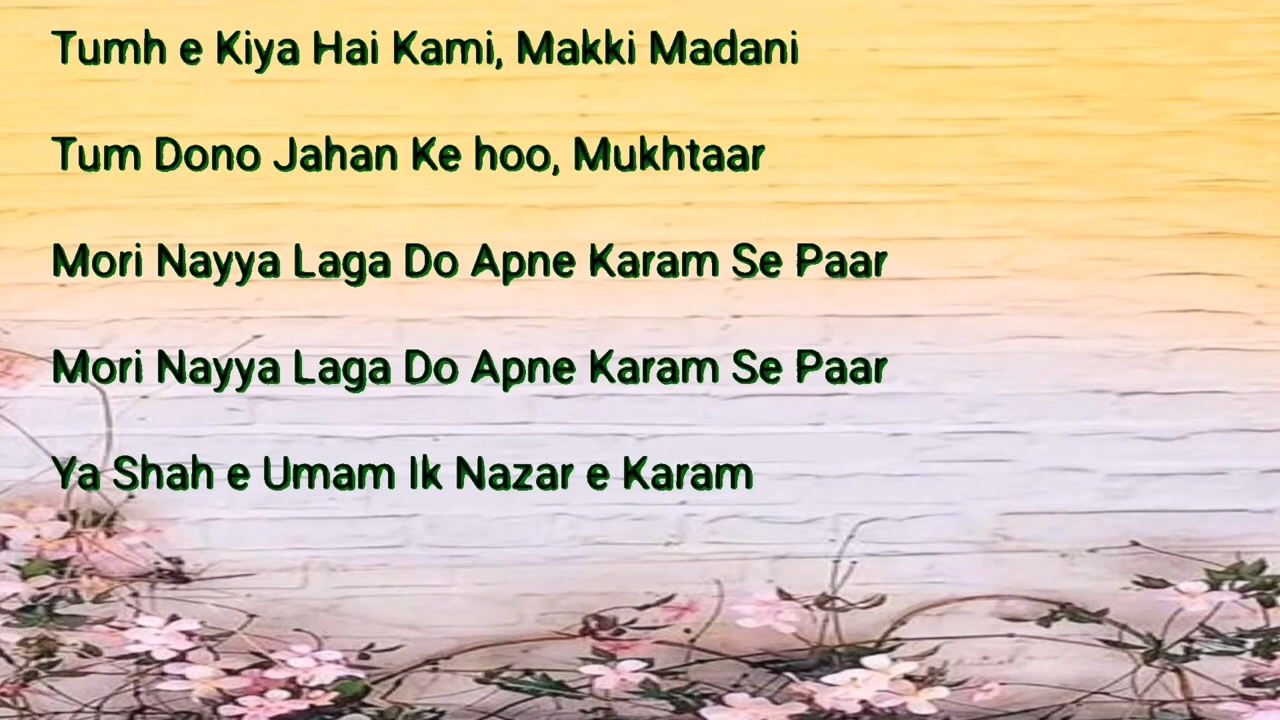 Tumh e Kiya Hai Kami, Makki Madani
Tum Dono Jahan Ke hoo, Mukhtaar
Mori Nayya Laga Do Apne Karam Se Paar
Mori Nayya Laga Do Apne Karam Se Paar
Ya Shah e Umam Ik Nazar e Karam